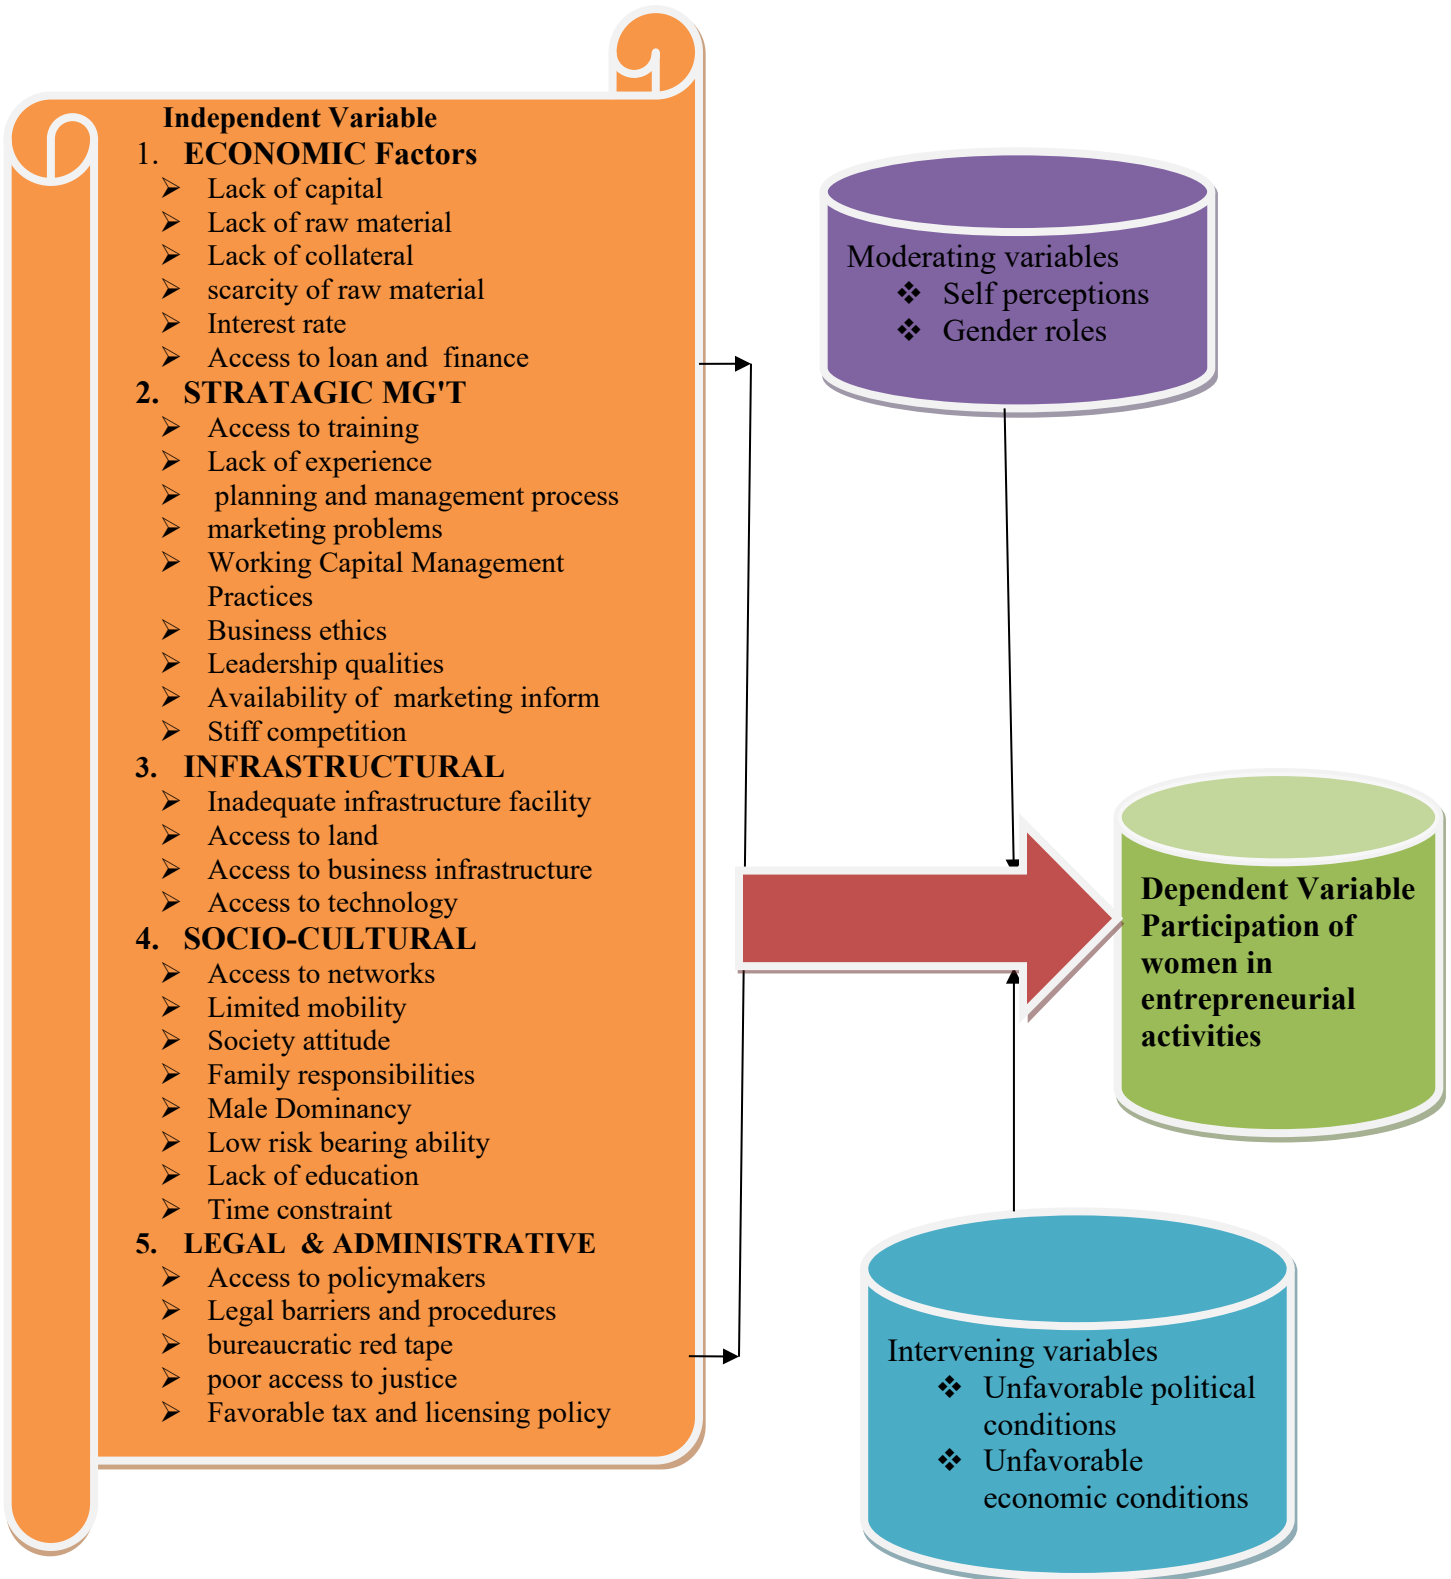 Independent Variable
1. ECONOMIC Factors
➢ Lack of capital
➢ Lack of raw material
➢ Lack of collateral
➢ scarcity of raw material
➢ Interest rate
➢ Access to loan and finance
2. STRATAGIC MG'T
➢ Access to training
➢ Lack of experience
➢ planning and management process
➢ marketing problems
➢ Working Capital Management
Practices
➢ Business ethics
➢ Leadership qualities
➢ Availability of marketing inform
➢ Stiff competition
3. INFRASTRUCTURAL
➢ Inadequate infrastructure facility
➢ Access to land
➢ Access to business infrastructure
➢ Access to technology
4. SOCIO-CULTURAL
➢ Access to networks
➢ Limited mobility
➢ Society attitude
➢ Family responsibilities
➢ Male Dominancy
➢ Low risk bearing ability
➢ Lack of education
➢ Time constraint
5. LEGAL & ADMINISTRATIVE
➢ Access to policymakers
➢ Legal barriers and procedures
➢ bureaucratic red tape
➢ poor access to justice
➢ Favorable tax and licensing policy
Moderating variables
❖ Self perceptions
❖ Gender roles
Dependent Variable
Participation of
women in
entrepreneurial
activities
Intervening variables
❖ Unfavorable political
conditions
❖ Unfavorable
economic conditions